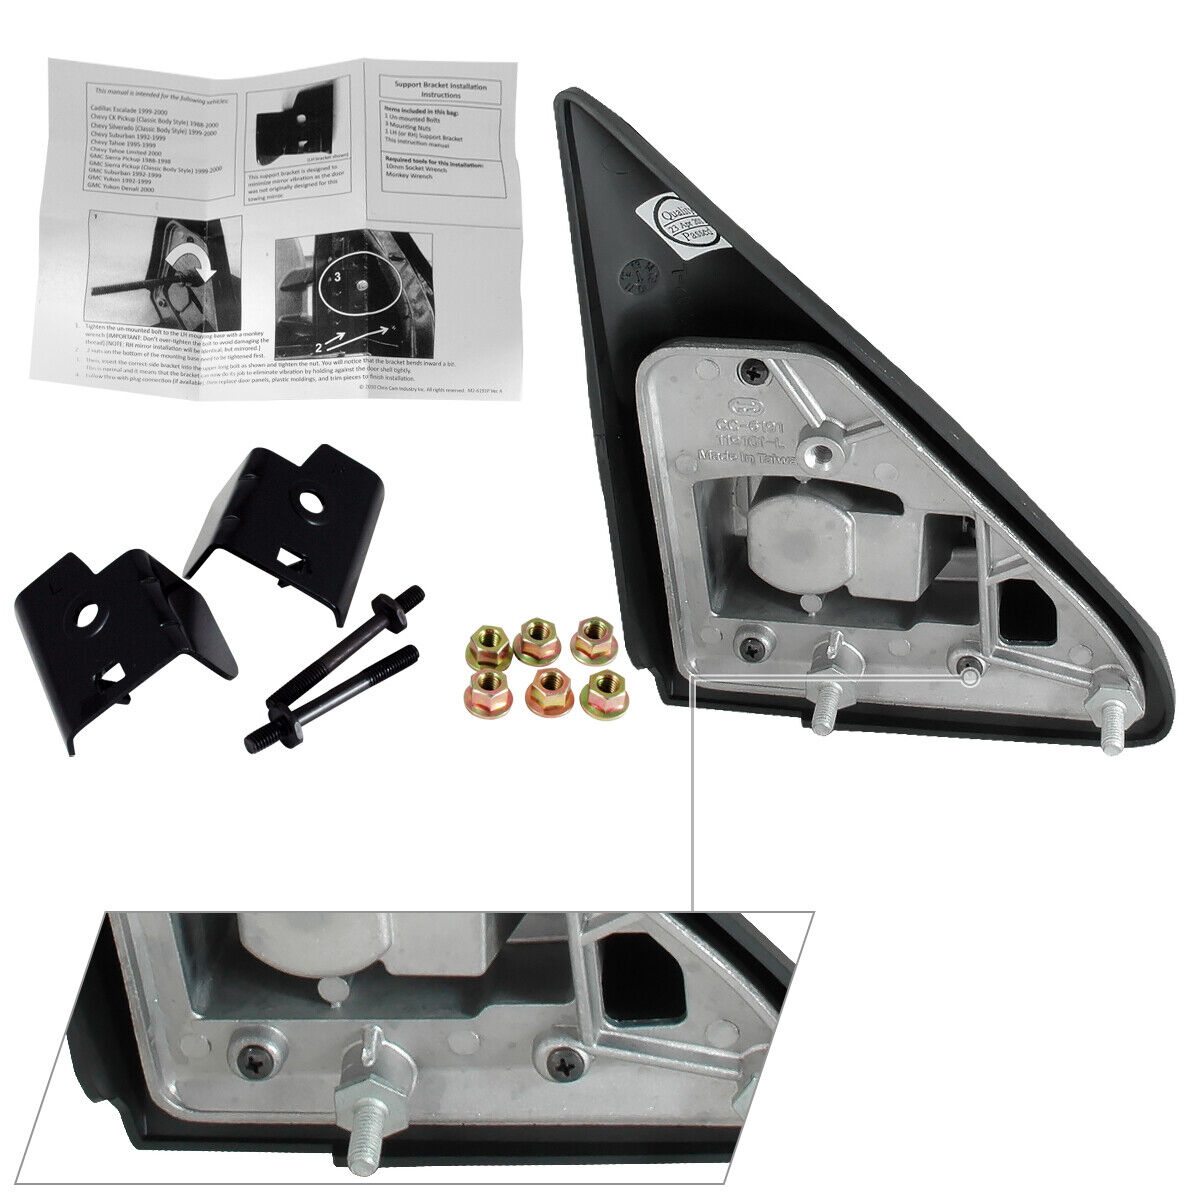 This manual is intended for the following vehicles:
Cadillac Escalade 1999-2000
Chevy CK Pickup (Classic Body Style) 1988-2000
Chevy Silverado (Classic Body Style) 1999-2000
Chevy Suburban 1992-1999
Chevy Tahoe 1995-1999
Chevy Tahoe Limited 2000
GMC Sierra Pickup 1988-1998
GMC Sierra Pickup (Classic Body Style) 1999-2000
GMC Suburban 1992-1999
GMC Yukon 1992-1999
GMC Yukon Denali 2000
(LH bracket shown)
This support bracket is designed to
minimize mirror vibration as the door
was not originally designed for this
towing mirror.
Support Bracket Installation
Instructions
Items included in this bag:
1 Un-mounted Bolts
3 Mounting Nuts
1 LH (or RH) Support Bracket
This instruction manual
Required tools for this installation:
10mm Socket Wrench
Monkey Wrench
1
3
2
1. Tighten the un-mounted bolt to the LH mounting base with a monkey
wrench (IMPORTANT: Don't over-tighten the bolt to avoid damaging the
thread) (NOTE: RH mirror installation will be identical, but mirrored.)
2. 2 nuts on the bottom of the mounting base need to be tightened first.
3. Then, insert the correct-side bracket into the upper long bolt as shown and tighten the nut. You will notice that the bracket bends inward a bit.
This is normal and it means that the bracket can now do its job to eliminate vibration by holding against the door shell tightly.
4. Follow thro with plug connection (if available) then replace door panels, plastic moldings, and trim pieces to finish installation.
© 2010 Chria Cam Industry Inc. All rights reserved. M2-6191P Ver. A
Quality
23 Apr 20
Passed
CC-6191
119101-L
Made In Taiwa